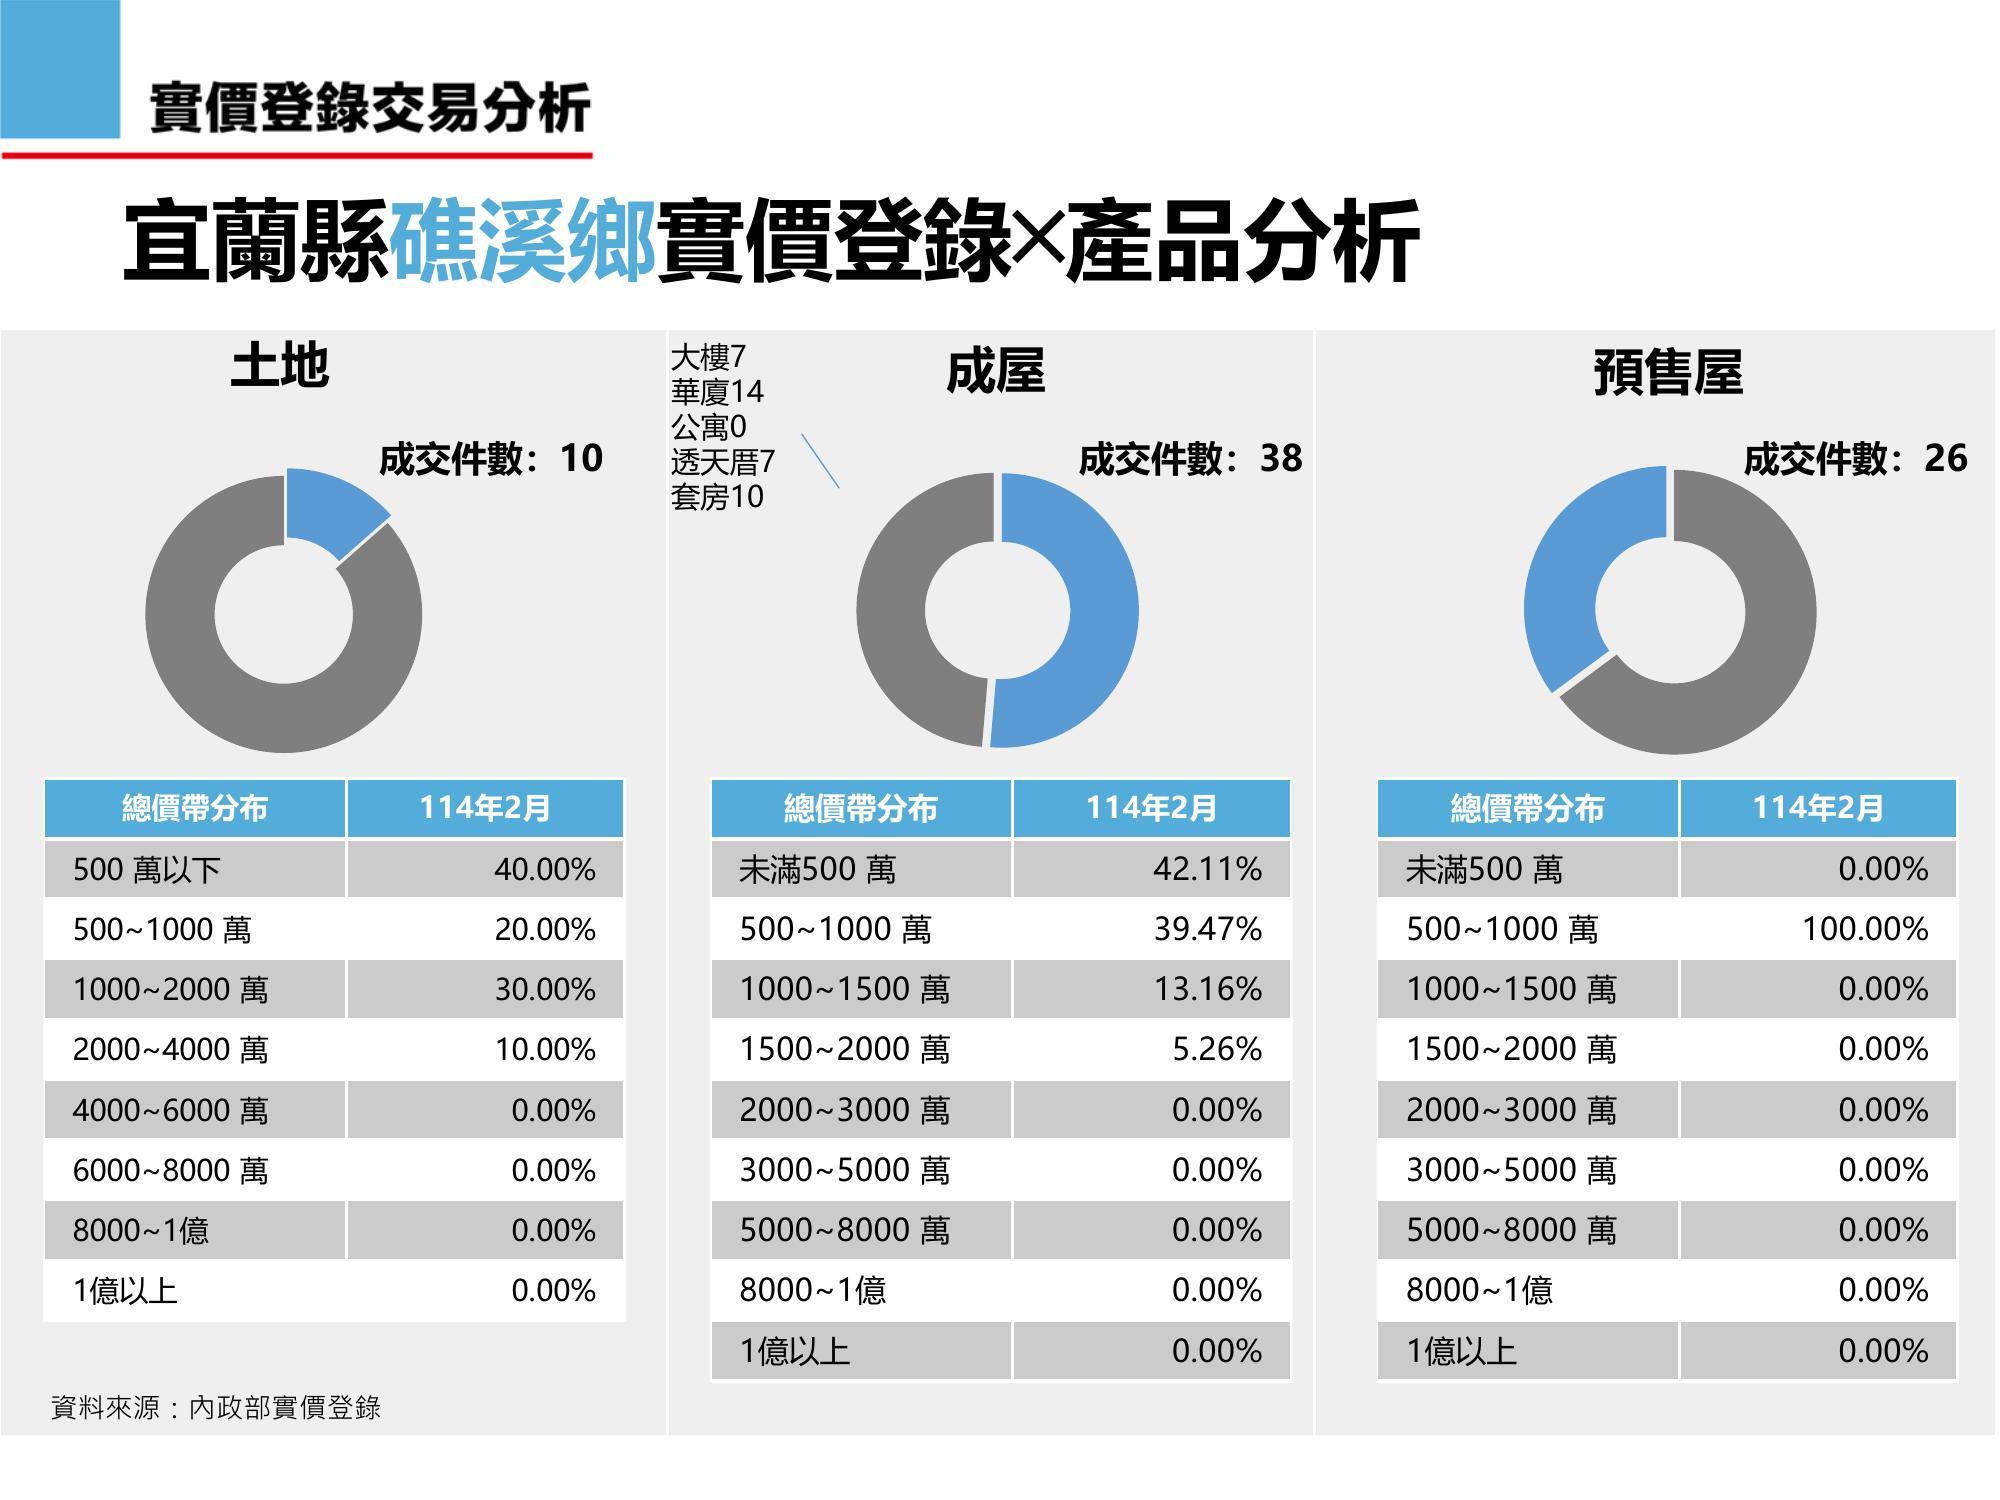 實價登錄交易分析
宜蘭縣礁溪鄉實價登錄╳產品分析
土地
成交件數：10
總價帶分布 114年2月
500 萬以下 40.00%
500~1000 萬 20.00%
1000~2000 萬 30.00%
2000~4000 萬 10.00%
4000~6000 萬 0.00%
6000~8000 萬 0.00%
8000~1億 0.00%
1億以上 0.00%
資料來源：內政部實價登錄
大樓7
華廈14
公寓0
透天厝7
套房10
成屋
成交件數：38
總價帶分布 114年2月
未滿500 萬 42.11%
500~1000 萬 39.47%
1000~1500 萬 13.16%
1500~2000 萬 5.26%
2000~3000 萬 0.00%
3000~5000 萬 0.00%
5000~8000 萬 0.00%
8000~1億 0.00%
1億以上 0.00%
預售屋
成交件數：26
總價帶分布 114年2月
未滿500 萬 0.00%
500~1000 萬 100.00%
1000~1500 萬 0.00%
1500~2000 萬 0.00%
2000~3000 萬 0.00%
3000~5000 萬 0.00%
5000~8000 萬 0.00%
8000~1億 0.00%
1億以上 0.00%